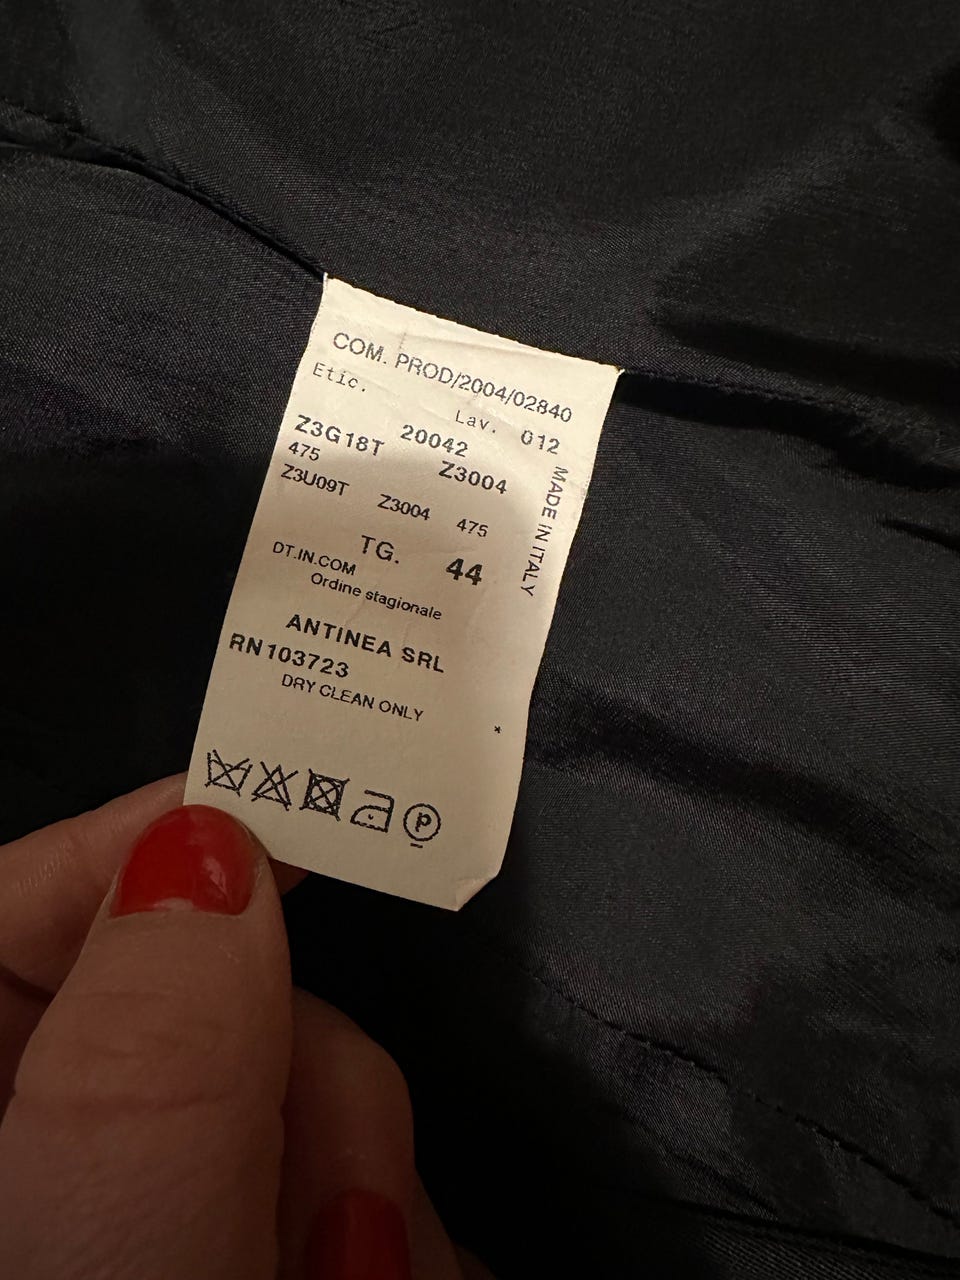 COM. PROD/2004/02840
Etic.
Lav. 012
Z3G18T 20042
475 Z3004
Z3U09T Z3004 475
TG. 44
DT.IN.COM
Ordine stagionale
ANTINEA SRL
RN103723
DRY CLEAN ONLY
*
P
MADE IN ITALY